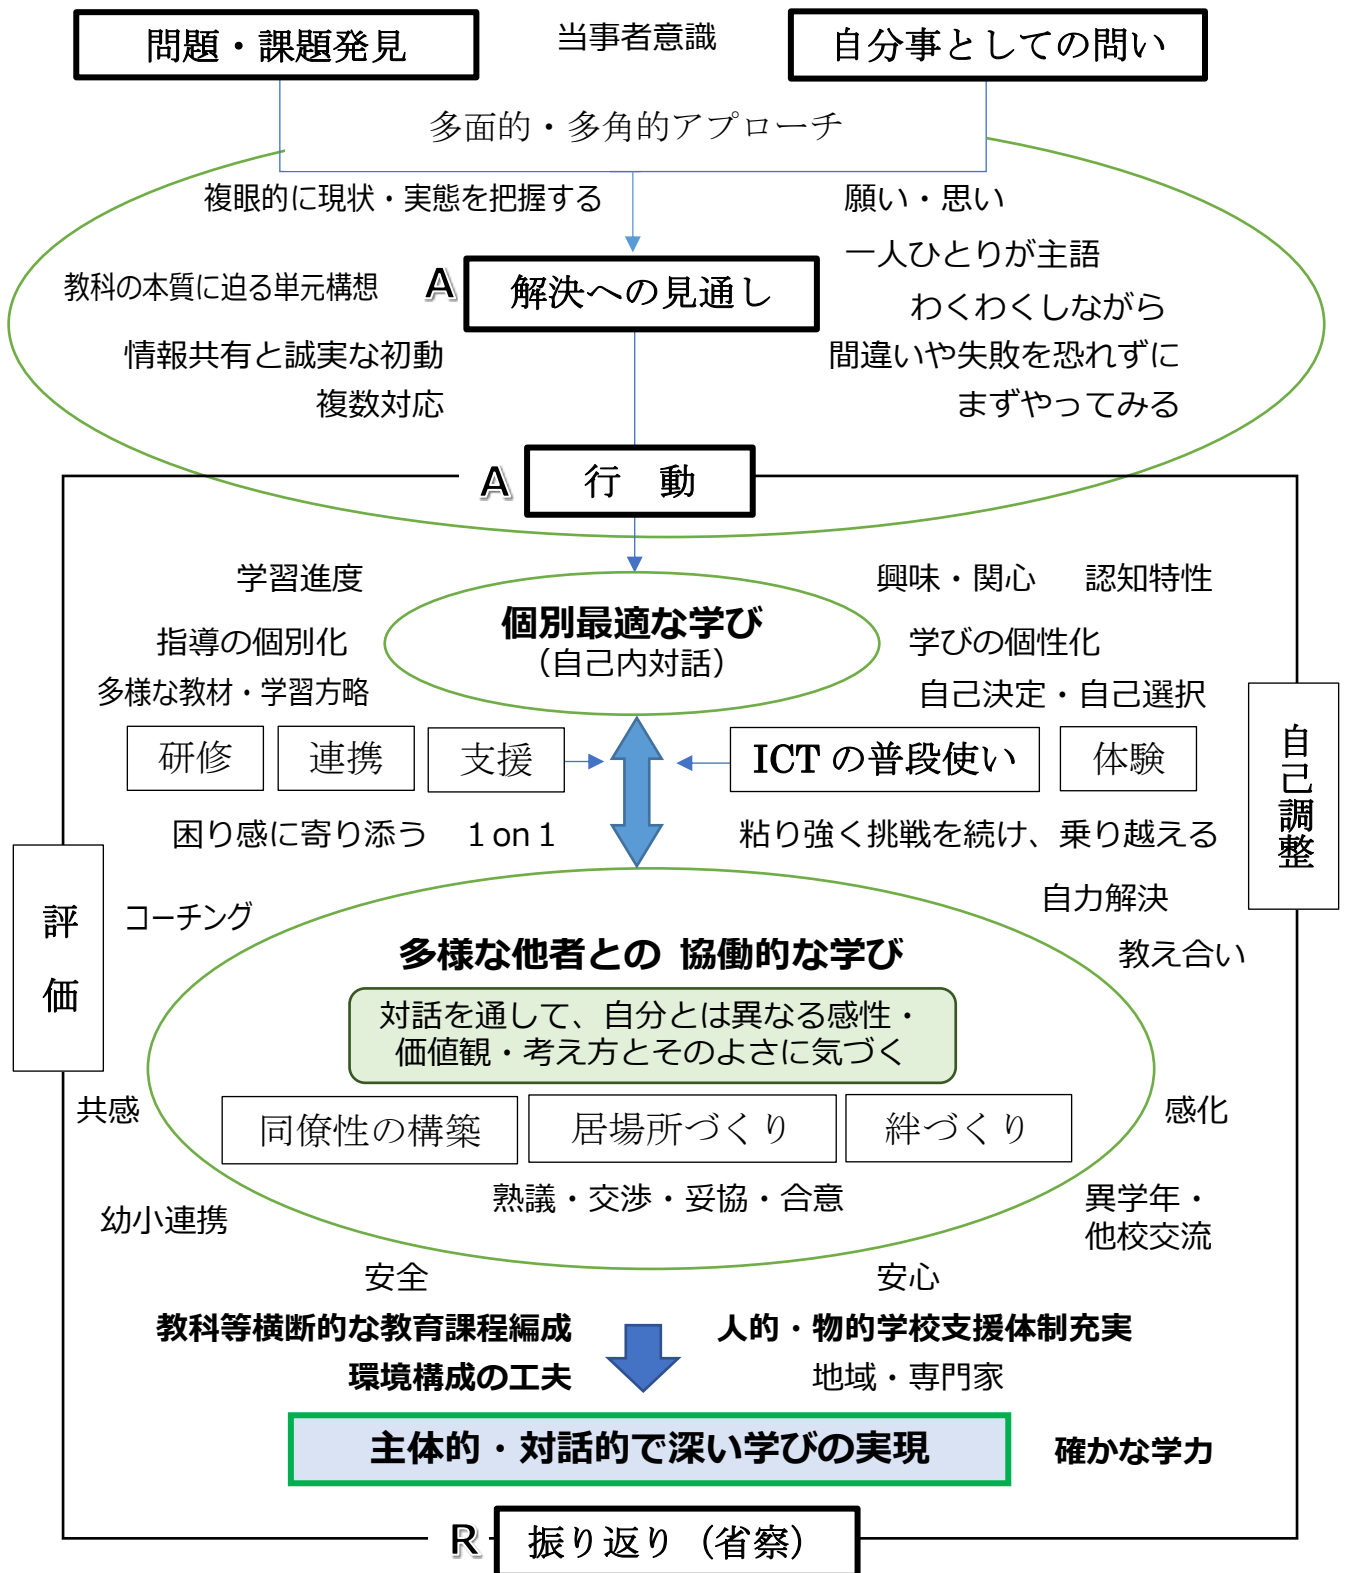 問題・課題発見
当事者意識
自分事としての問い
多面的・多角的アプローチ
複眼的に現状・実態を把握する
願い・思い
一人ひとりが主語
教科の本質に迫る単元構想
A
解決への見通し
わくわくしながら
情報共有と誠実な初動
間違いや失敗を恐れずに
複数対応
まずやってみる
A
行　動
学習進度
興味・関心
認知特性
個別最適な学び
（自己内対話）
指導の個別化
学びの個性化
多様な教材・学習方略
自己決定・自己選択
研修
連携
支援
ICT の普段使い
体験
自己調整
困り感に寄り添う
１on１
粘り強く挑戦を続け、乗り越える
評価
コーチング
自力解決
多様な他者との 協働的な学び
教え合い
対話を通して、自分とは異なる感性・
価値観・考え方とそのよさに気づく
共感
感化
同僚性の構築
居場所づくり
絆づくり
熟議・交渉・妥協・合意
幼小連携
異学年・
他校交流
安全
安心
教科等横断的な教育課程編成
人的・物的学校支援体制充実
環境構成の工夫
地域・専門家
主体的・対話的で深い学びの実現
確かな学力
R
振り返り（省察）